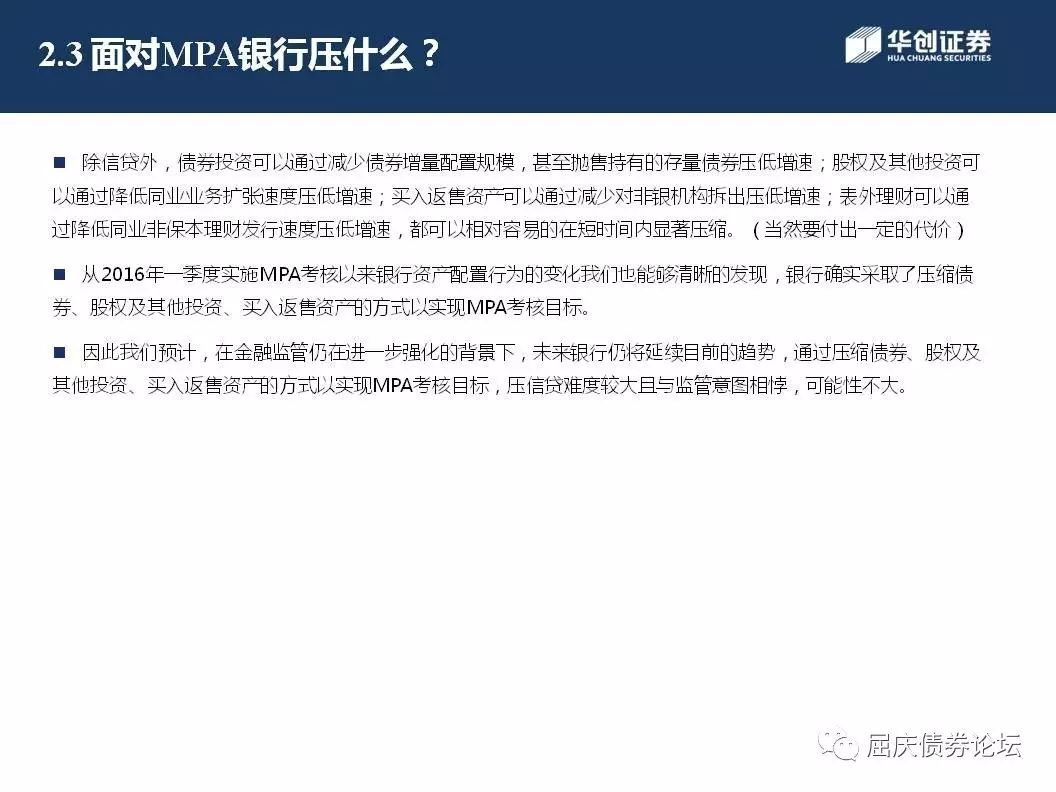 2.3 面对MPA银行压什么？
华创证券
HUA CHUANG SECURITIES
■ 除信贷外，债券投资可以通过减少债券增量配置规模，甚至抛售持有的存量债券压低增速；股权及其他投资可
以通过降低同业业务扩张速度压低增速；买入返售资产可以通过减少对非银机构拆出压低增速；表外理财可以通
过降低同业非保本理财发行速度压低增速，都可以相对容易的在短时间内显著压缩。（当然要付出一定的代价）
■ 从2016年一季度实施MPA考核以来银行资产配置行为的变化我们也能够清晰的发现，银行确实采取了压缩债
券、股权及其他投资、买入返售资产的方式以实现MPA考核目标。
■ 因此我们预计，在金融监管仍在进一步强化的背景下，未来银行仍将延续目前的趋势，通过压缩债券、股权及
其他投资、买入返售资产的方式以实现MPA考核目标，压信贷难度较大且与监管意图相悖，可能性不大。
屈庆债券论坛